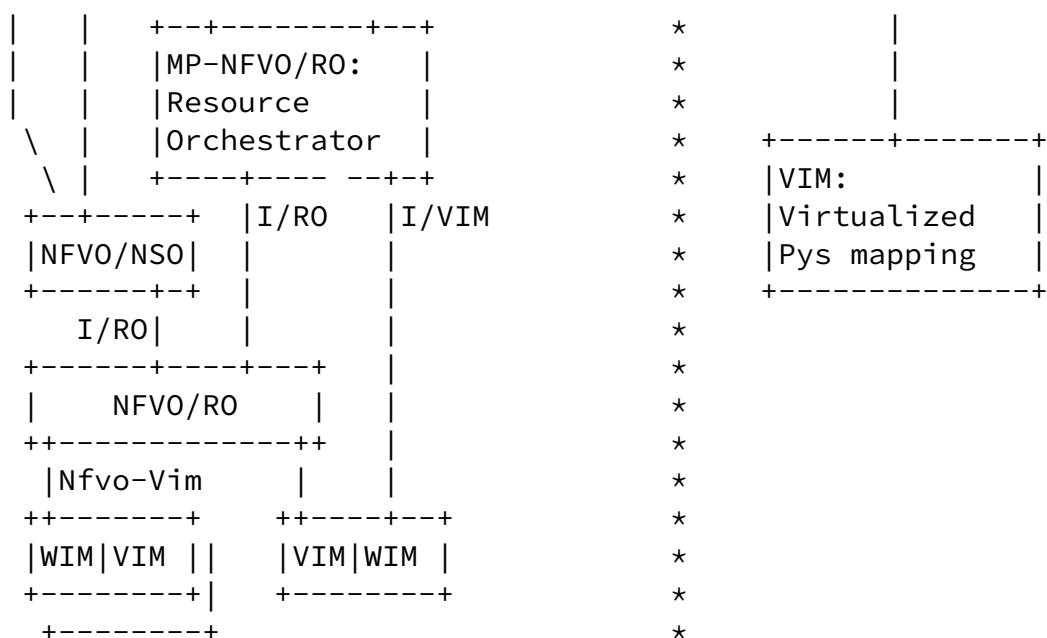 |    |   +--+--------+--+               *            |
|    |   |MP-NFVO/RO:   |               *            |
|    |   |Resource      |               *            |
 \   |   |Orchestrator  |               *    +------+-------+
  \  |   +----+---- --+-+               *    |VIM:          |
 +--+-----+  |I/RO   |I/VIM             *    |Virtualized   |
 |NFVO/NSO|  |       |                  *    |Pys mapping   |
 +------+-+  |       |                  *    +--------------+
    I/RO|    |       |                  *
 +------+----+---+   |                  *
 |     NFVO/RO    |   |                 *
 ++-------------++   |                  *
  |Nfvo-Vim     |    |                  *
 ++-------+    ++----+--+               *
 |WIM|VIM ||   |VIM|WIM |               *
 +--------+|   +--------+               *
  +--------+                            *